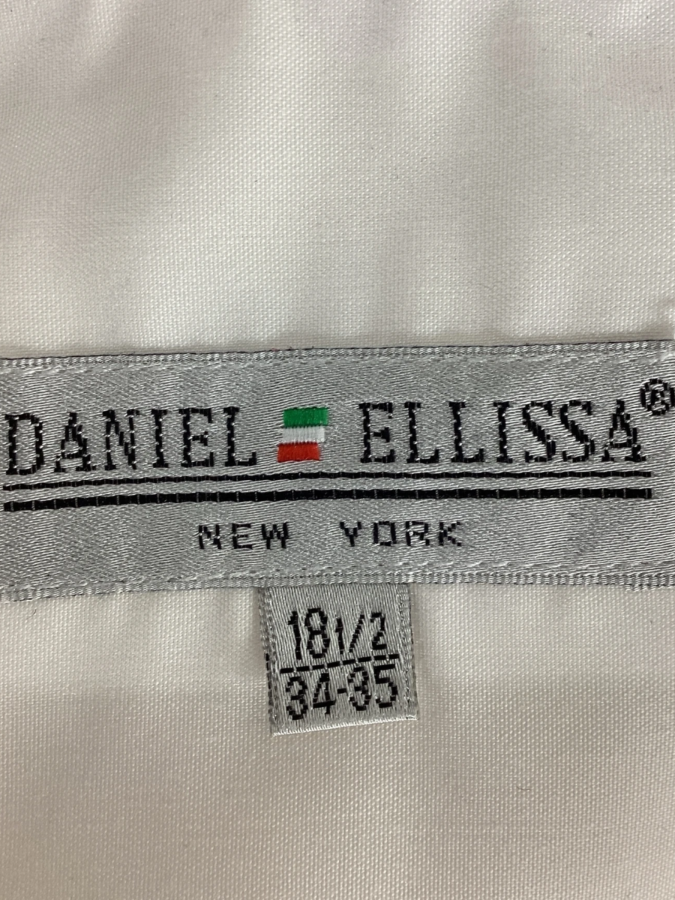 DANIEL ELLISSA®
NEW YORK
18 1/2
34-35